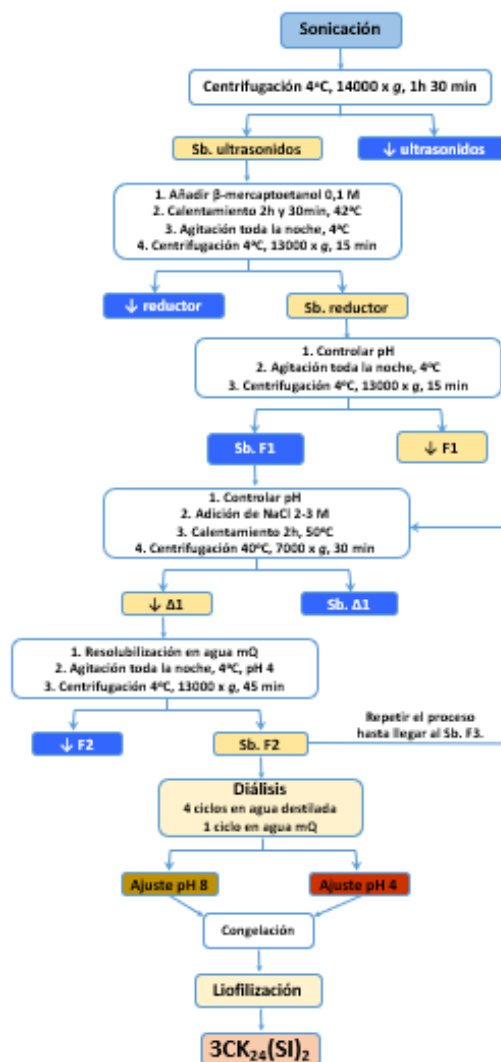 Sonicación
Centrifugación 4ºC, 14000 x g, 1h 30 min
Sb. ultrasonidos
↓ ultrasonidos
1. Añadir β-mercaptoetanol 0,1 M
2. Calentamiento 2h y 30min, 42ºC
3. Agitación toda la noche, 4ºC
4. Centrifugación 4ºC, 13000 x g, 15 min
↓ reductor
Sb. reductor
1. Controlar pH
2. Agitación toda la noche, 4ºC
3. Centrifugación 4ºC, 13000 x g, 15 min
Sb. F1
↓ F1
1. Controlar pH
2. Adición de NaCl 2-3 M
3. Calentamiento 2h, 50ºC
4. Centrifugación 40ºC, 7000 x g, 30 min
↓ Δ1
Sb. Δ1
1. Resolubilización en agua mQ
2. Agitación toda la noche, 4ºC, pH 4
3. Centrifugación 4ºC, 13000 x g, 45 min
Repetir el proceso
hasta llegar al Sb. F3.
↓ F2
Sb. F2
Diálisis
4 ciclos en agua destilada
1 ciclo en agua mQ
Ajuste pH 8
Ajuste pH 4
Congelación
Liofilización
3CK₂₄(SI)₂